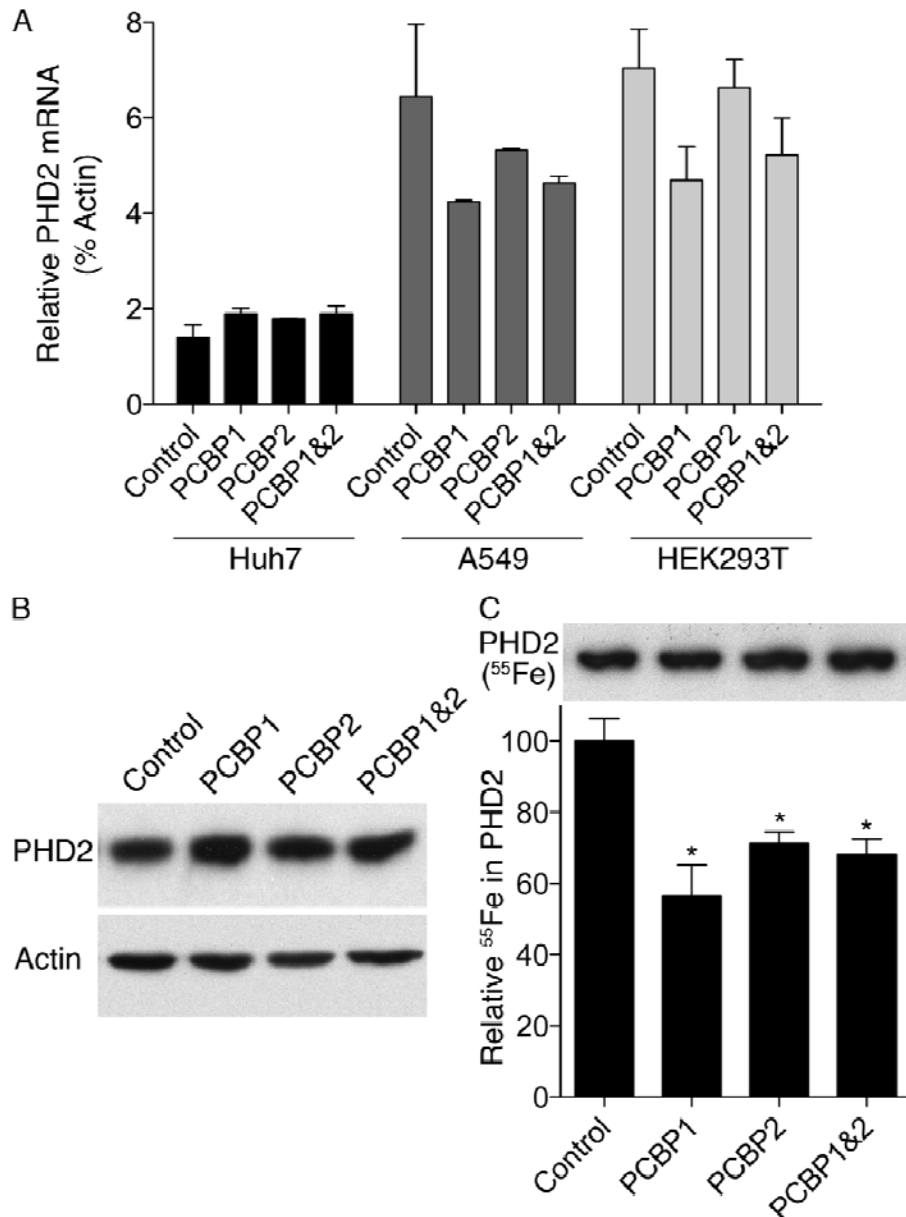 A
Relative PHD2 mRNA
(% Actin)
8
6
4
2
0
Control
PCBP1
PCBP2
PCBP1&2
Control
PCBP1
PCBP2
PCBP1&2
Control
PCBP1
PCBP2
PCBP1&2
Huh7
A549
HEK293T
B
Control
PCBP1
PCBP2
PCBP1&2
PHD2
Actin
C
PHD2
(⁵⁵Fe)
Relative ⁵⁵Fe in PHD2
100
80
60
40
20
0
*
*
*
Control
PCBP1
PCBP2
PCBP1&2